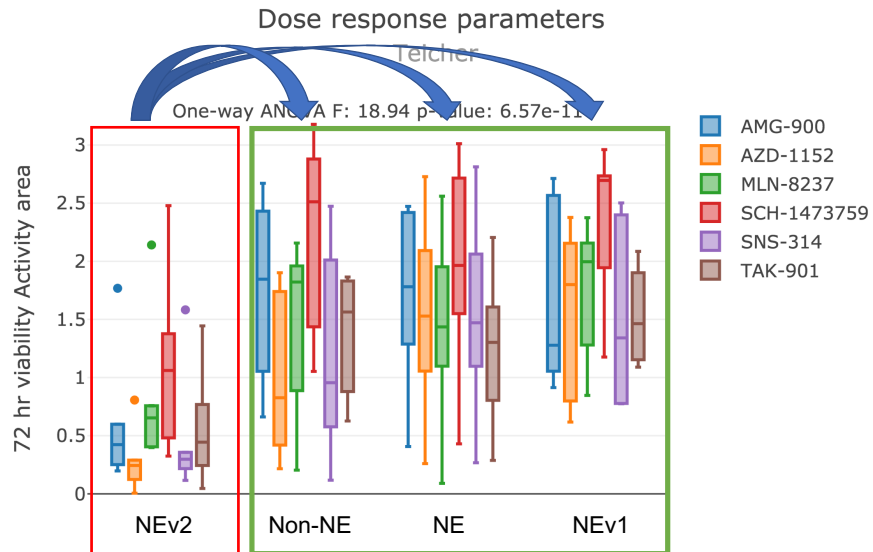 Dose response parameters
Teicher
One-way ANOVA F: 18.94 p-value: 6.57e-11
72 hr viability Activity area
3
2.5
2
1.5
1
0.5
0
NEv2
Non-NE
NE
NEv1
AMG-900
AZD-1152
MLN-8237
SCH-1473759
SNS-314
TAK-901